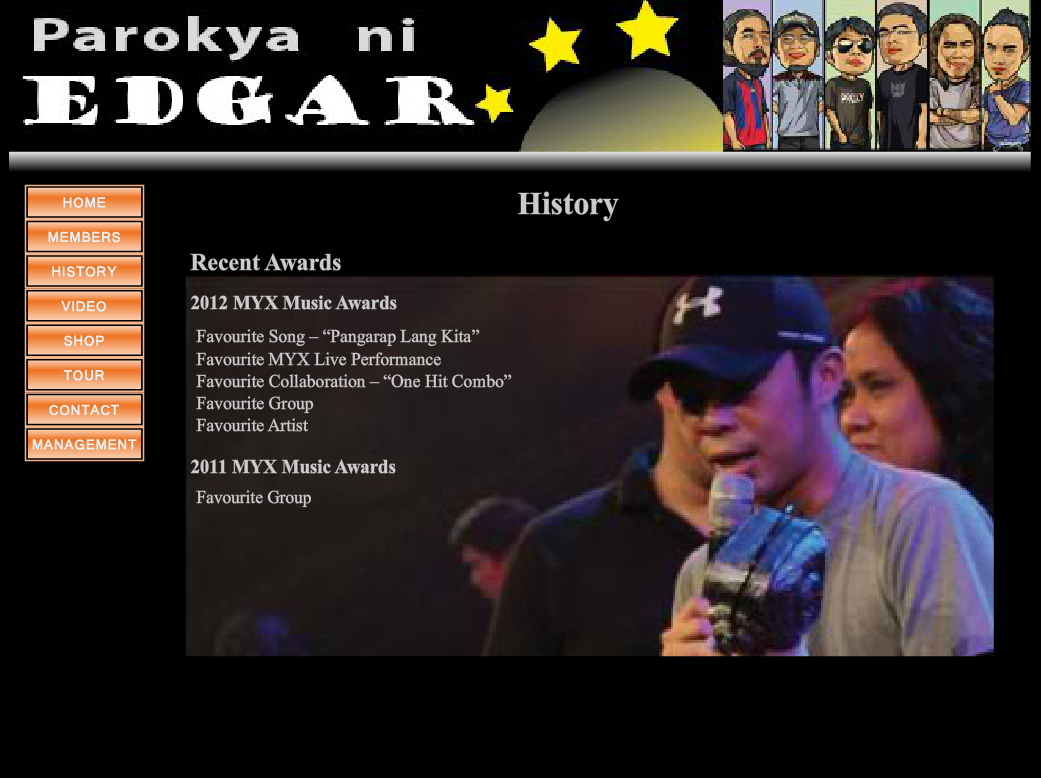 Parokya ni
EDGAR
HOME
MEMBERS
HISTORY
VIDEO
SHOP
TOUR
CONTACT
MANAGEMENT
History
Recent Awards
2012 MYX Music Awards
Favourite Song – “Pangarap Lang Kita”
Favourite MYX Live Performance
Favourite Collaboration – “One Hit Combo”
Favourite Group
Favourite Artist
2011 MYX Music Awards
Favourite Group